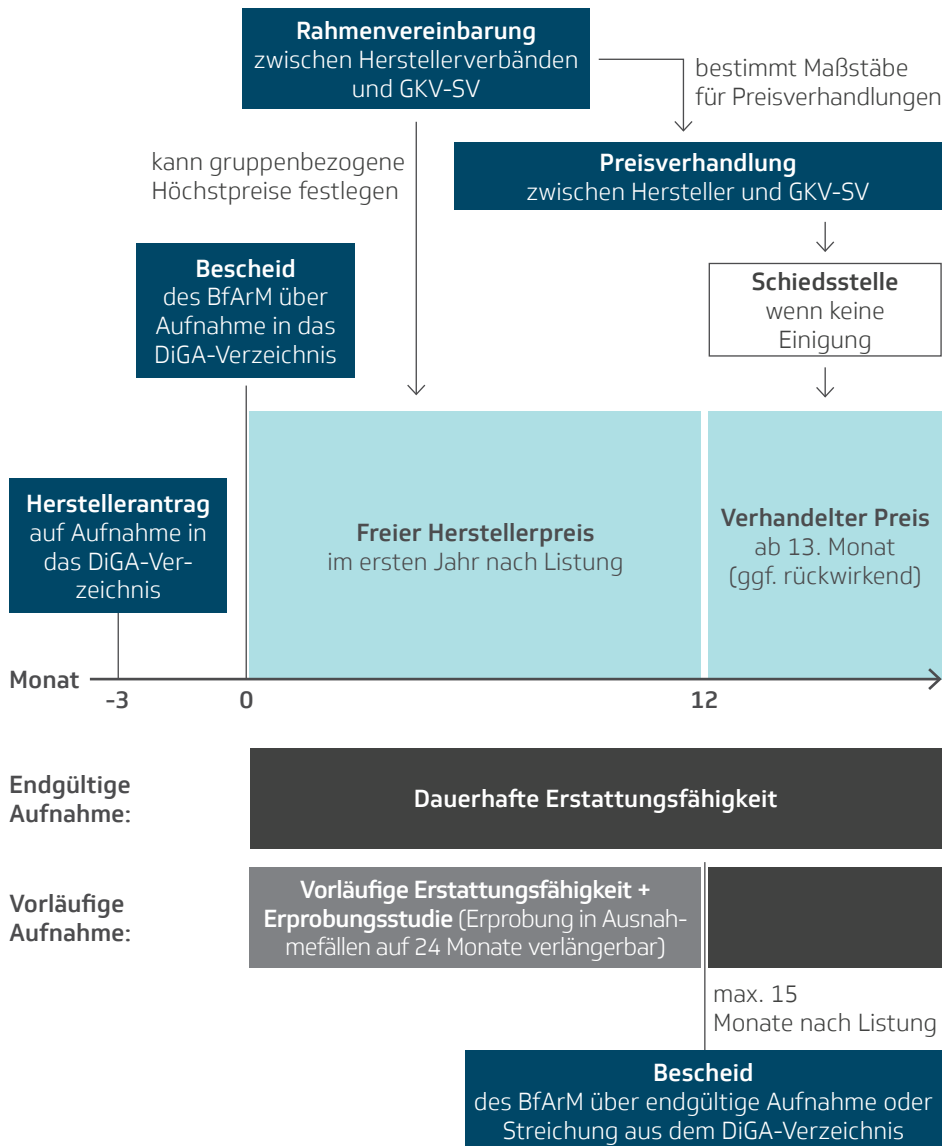 Rahmenvereinbarung
zwischen Herstellerverbänden
und GKV-SV
bestimmt Maßstäbe
für Preisverhandlungen
kann gruppenbezogene
Höchstpreise festlegen
Preisverhandlung
zwischen Hersteller und GKV-SV
Bescheid
des BfArM über
Aufnahme in das
DiGA-Verzeichnis
Schiedsstelle
wenn keine
Einigung
Herstellerantrag
auf Aufnahme in
das DiGA-Ver-
zeichnis
Freier Herstellerpreis
im ersten Jahr nach Listung
Verhandelter Preis
ab 13. Monat
(ggf. rückwirkend)
Monat
-3 0 12
Endgültige
Aufnahme:
Dauerhafte Erstattungsfähigkeit
Vorläufige
Aufnahme:
Vorläufige Erstattungsfähigkeit +
Erprobungsstudie (Erprobung in Ausnah-
mefällen auf 24 Monate verlängerbar)
max. 15
Monate nach Listung
Bescheid
des BfArM über endgültige Aufnahme oder
Streichung aus dem DiGA-Verzeichnis